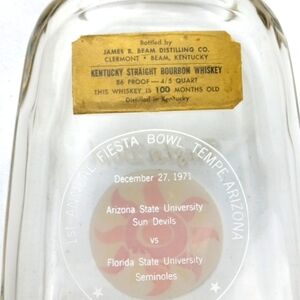 Bottled by
JAMES B. BEAM DISTILLING CO.
CLERMONT • BEAM, KENTUCKY
KENTUCKY STRAIGHT BOURBON WHISKEY
86 PROOF — 4/5 QUART
THIS WHISKEY IS 100 MONTHS OLD
Distilled in Kentucky
1ST ANNUAL FIESTA BOWL, TEMPE, ARIZONA
December 27, 1971
Arizona State University
Sun Devils
vs
Florida State University
Seminoles